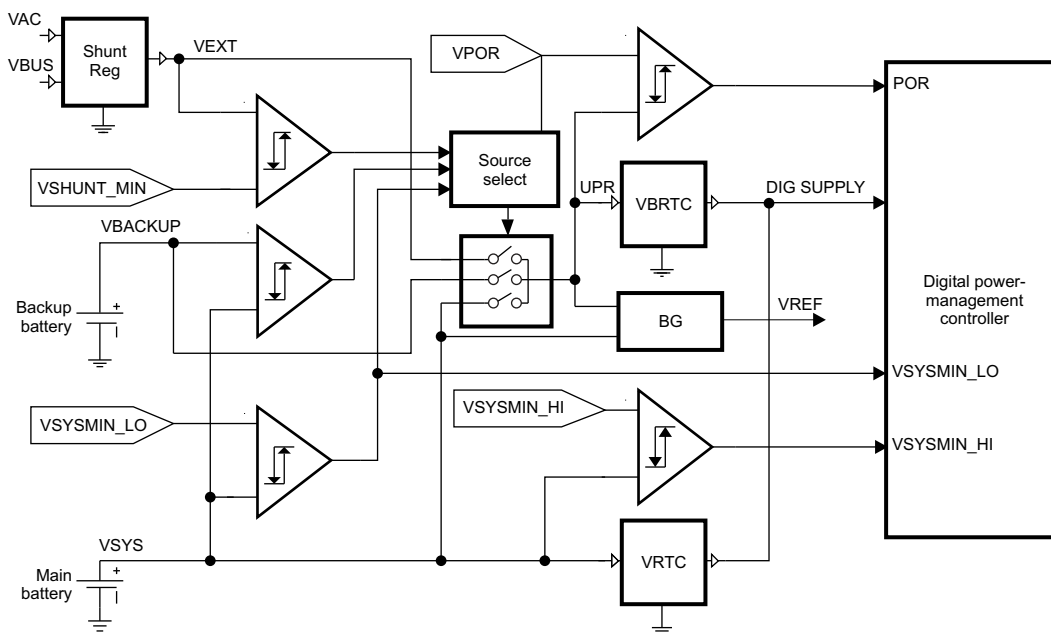 VAC
VBUS
Shunt
Reg
VEXT
VPOR
POR
VSHUNT_MIN
Source
select
UPR
VBRTC
DIG SUPPLY
VBACKUP
Backup
battery
+
BG
VREF
Digital power-
management
controller
VSYSMIN_LO
VSYSMIN_LO
VSYSMIN_HI
VSYSMIN_HI
VSYS
Main
battery
+
VRTC